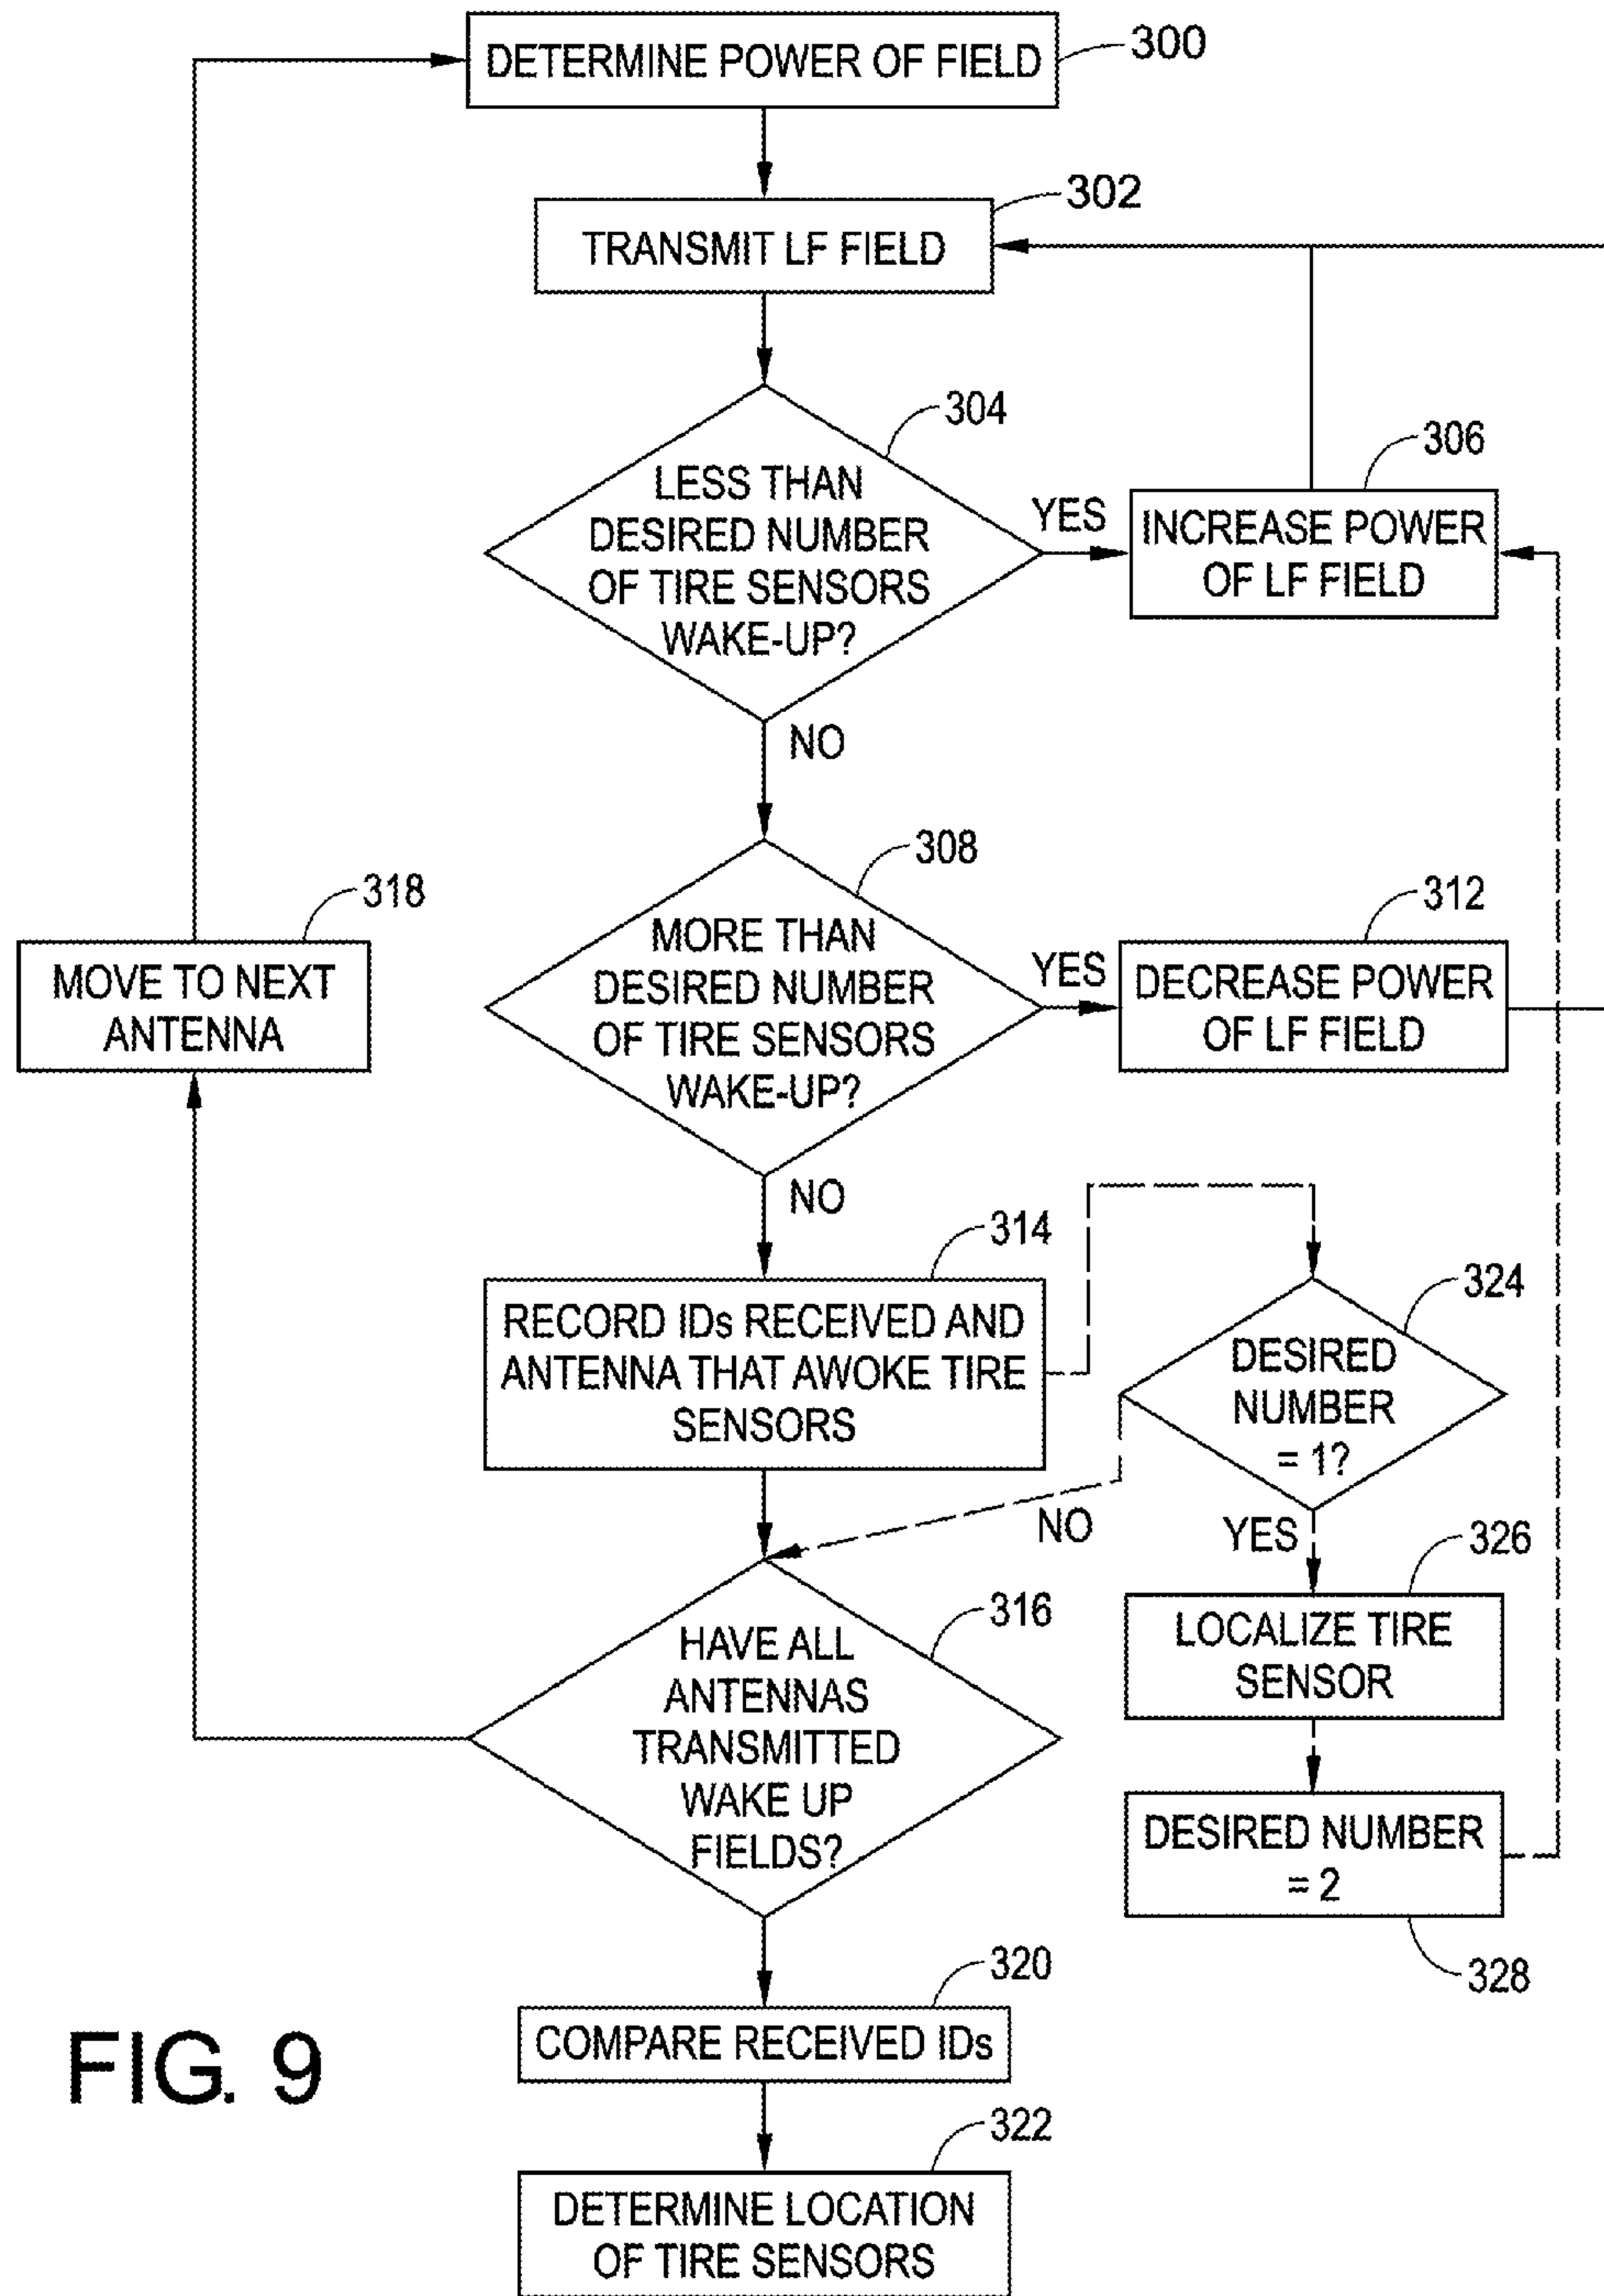 DETERMINE POWER OF FIELD
300
302
TRANSMIT LF FIELD
304
LESS THAN
DESIRED NUMBER
OF TIRE SENSORS
WAKE-UP?
YES
306
INCREASE POWER
OF LF FIELD
NO
308
MORE THAN
DESIRED NUMBER
OF TIRE SENSORS
WAKE-UP?
YES
312
DECREASE POWER
OF LF FIELD
318
MOVE TO NEXT
ANTENNA
NO
314
RECORD IDs RECEIVED AND
ANTENNA THAT AWOKE TIRE
SENSORS
324
DESIRED
NUMBER
= 1?
NO
YES
326
LOCALIZE TIRE
SENSOR
316
HAVE ALL
ANTENNAS
TRANSMITTED
WAKE UP
FIELDS?
DESIRED NUMBER
= 2
328
320
COMPARE RECEIVED IDs
322
DETERMINE LOCATION
OF TIRE SENSORS
FIG. 9